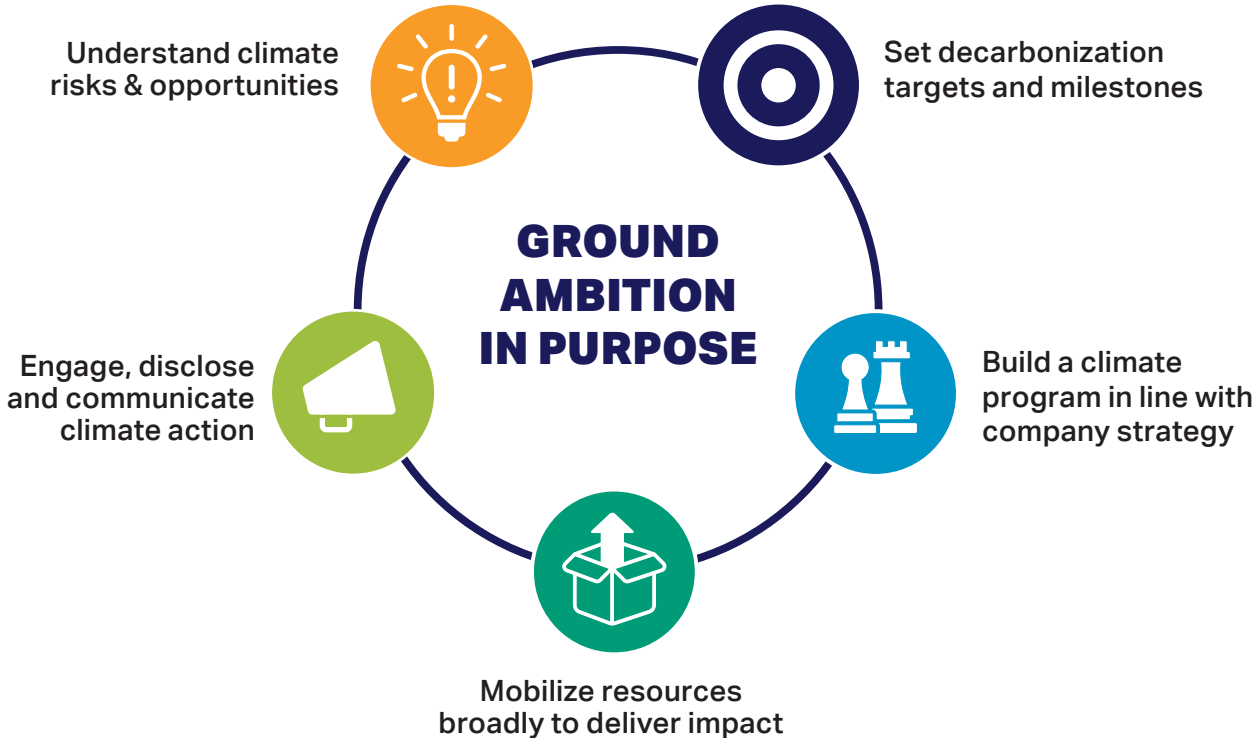 Understand climate
risks & opportunities
Set decarbonization
targets and milestones
GROUND
AMBITION
IN PURPOSE
Engage, disclose
and communicate
climate action
Build a climate
program in line with
company strategy
Mobilize resources
broadly to deliver impact